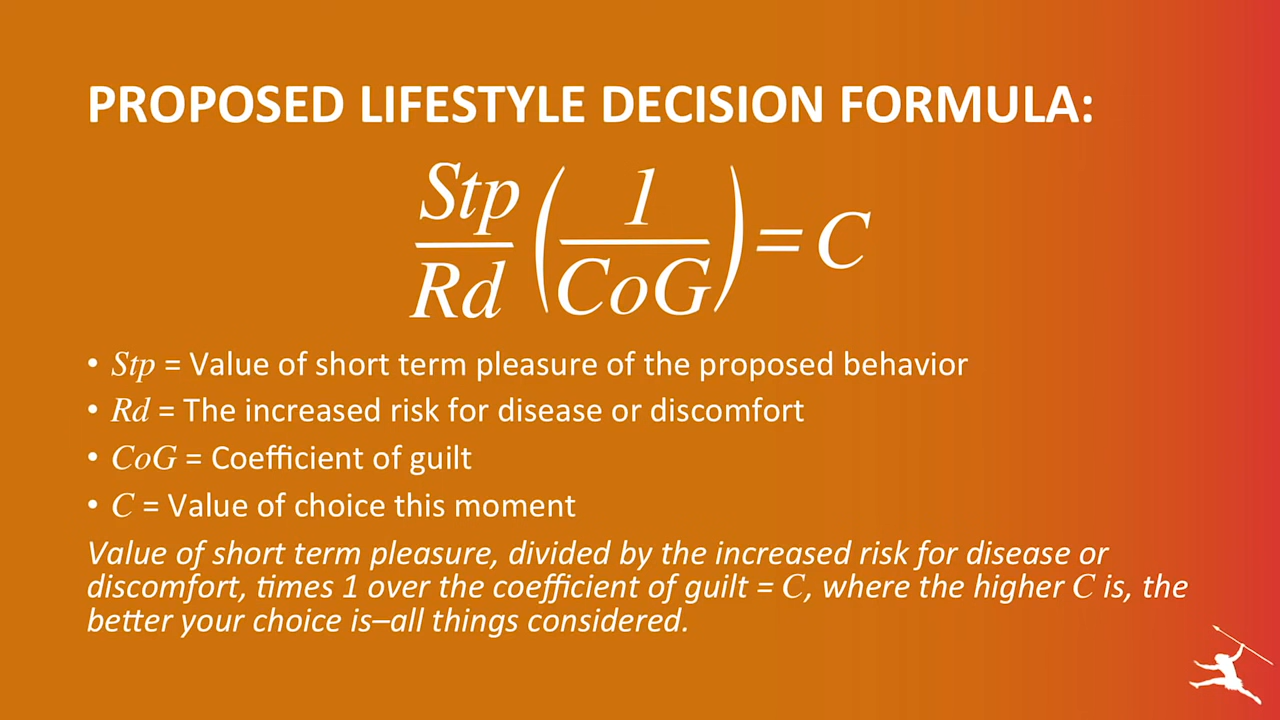 PROPOSED LIFESTYLE DECISION FORMULA:
Stp/Rd (1/CoG) = C
• Stp = Value of short term pleasure of the proposed behavior
• Rd = The increased risk for disease or discomfort
• CoG = Coefficient of guilt
• C = Value of choice this moment
Value of short term pleasure, divided by the increased risk for disease or
discomfort, times 1 over the coefficient of guilt = C, where the higher C is, the
better your choice is–all things considered.